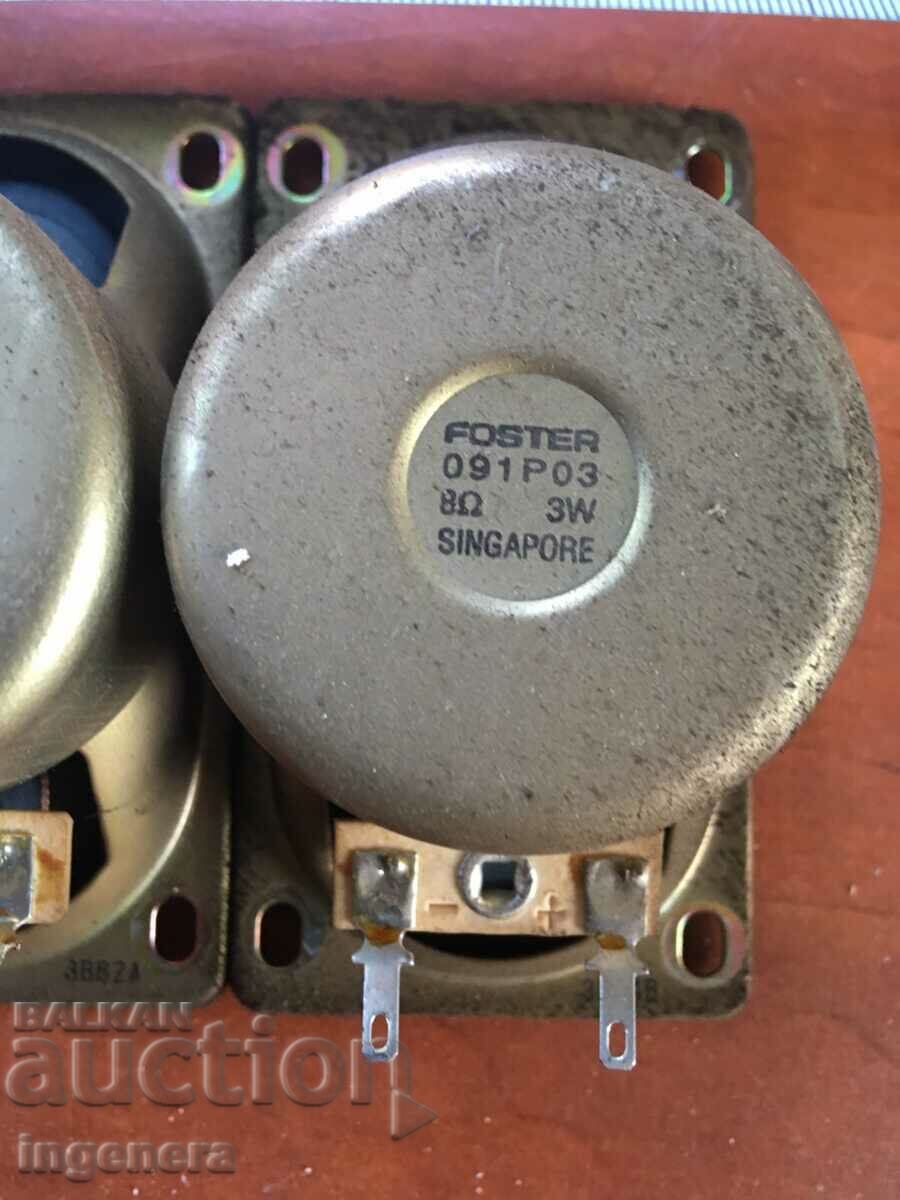 FOSTER
091P03
8Ω 3W
SINGAPORE
- +
3B82A
BALKAN
auction
ingenera